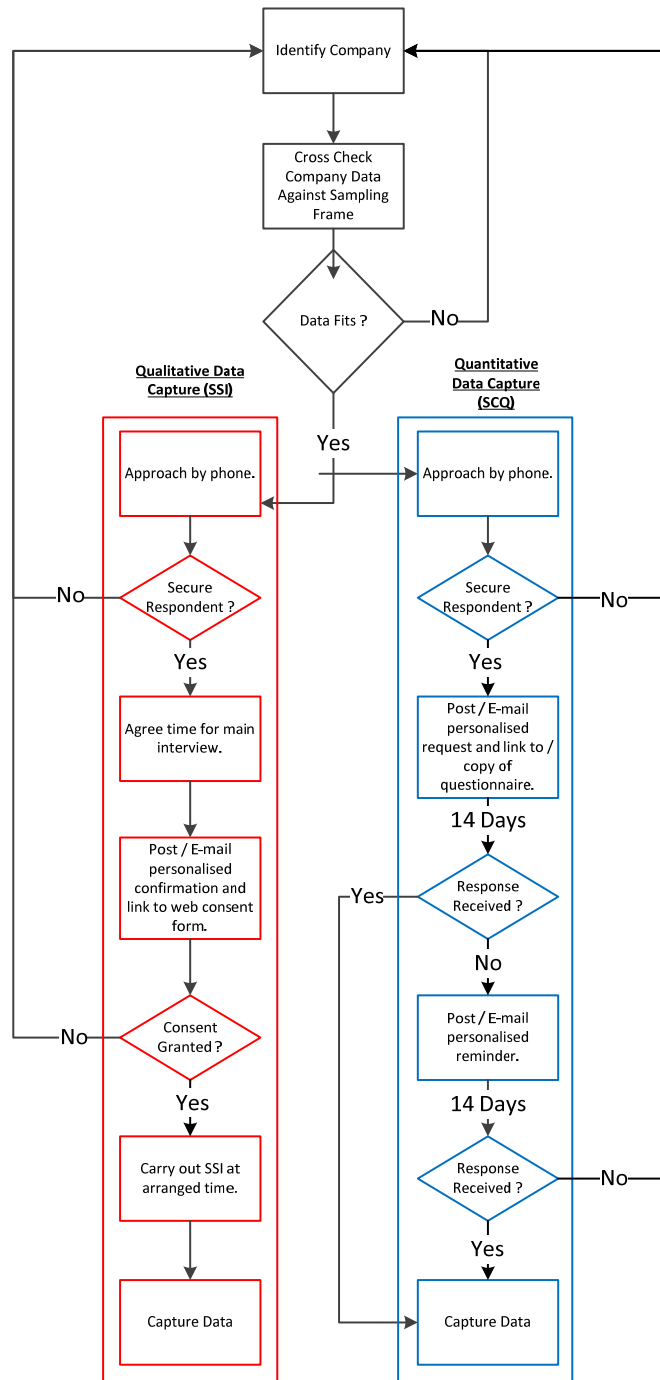 Identify Company
Cross Check
Company Data
Against Sampling
Frame
Data Fits ?
No
Yes
Qualitative Data
Capture (SSI)
Approach by phone.
Secure
Respondent ?
No
Yes
Agree time for main
interview.
Post / E-mail
personalised
confirmation and
link to web consent
form.
Consent
Granted ?
No
Yes
Carry out SSI at
arranged time.
Capture Data
Quantitative
Data Capture
(SCQ)
Approach by phone.
Secure
Respondent ?
No
Yes
Post / E-mail
personalised
request and link to /
copy of
questionnaire.
14 Days
Response
Received ?
Yes
No
Post / E-mail
personalised
reminder.
14 Days
Response
Received ?
No
Yes
Capture Data